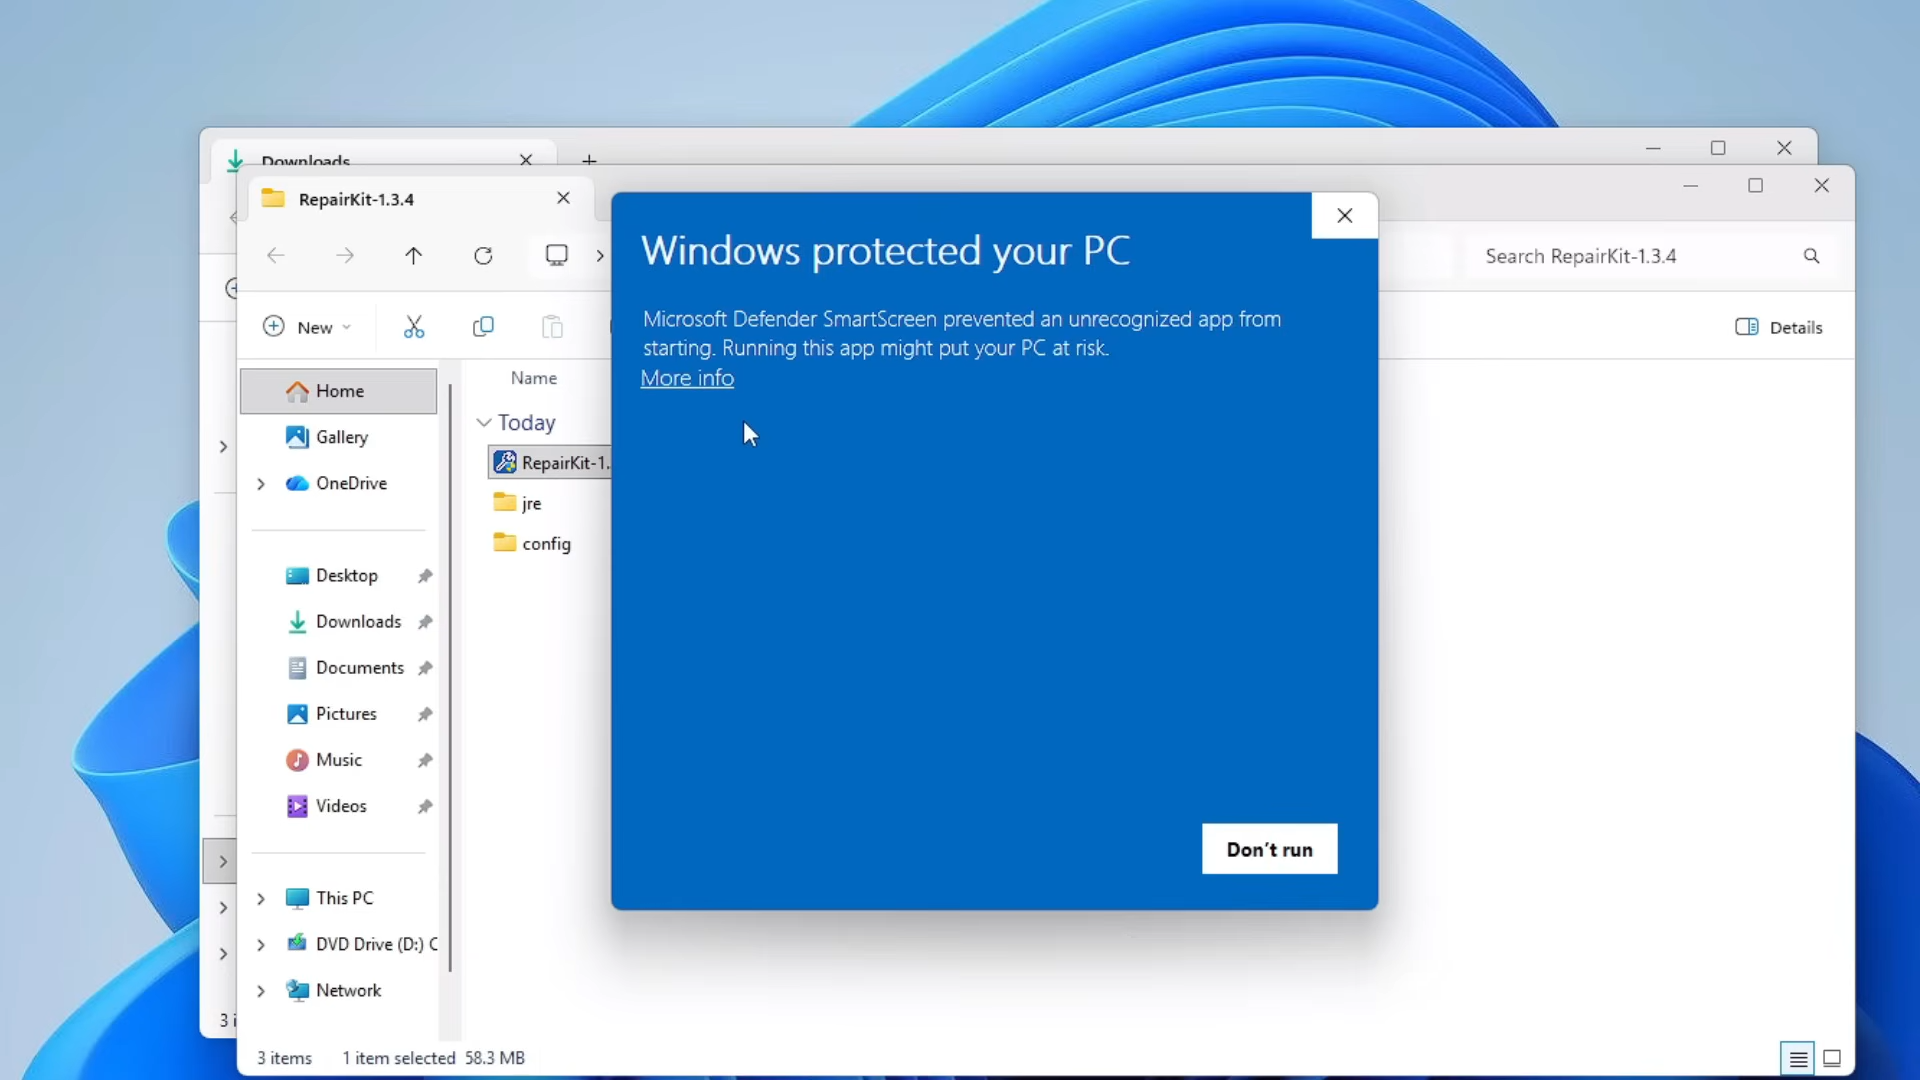 Downloads
RepairKit-1.3.4
Search RepairKit-1.3.4
New
Details
Home
Gallery
OneDrive
Desktop
Downloads
Documents
Pictures
Music
Videos
This PC
DVD Drive (D:) C
Network
Name
Today
RepairKit-1.
jre
config
Windows protected your PC
Microsoft Defender SmartScreen prevented an unrecognized app from
starting. Running this app might put your PC at risk.
More info
Don't run
3 i
3 items 1 item selected 58.3 MB